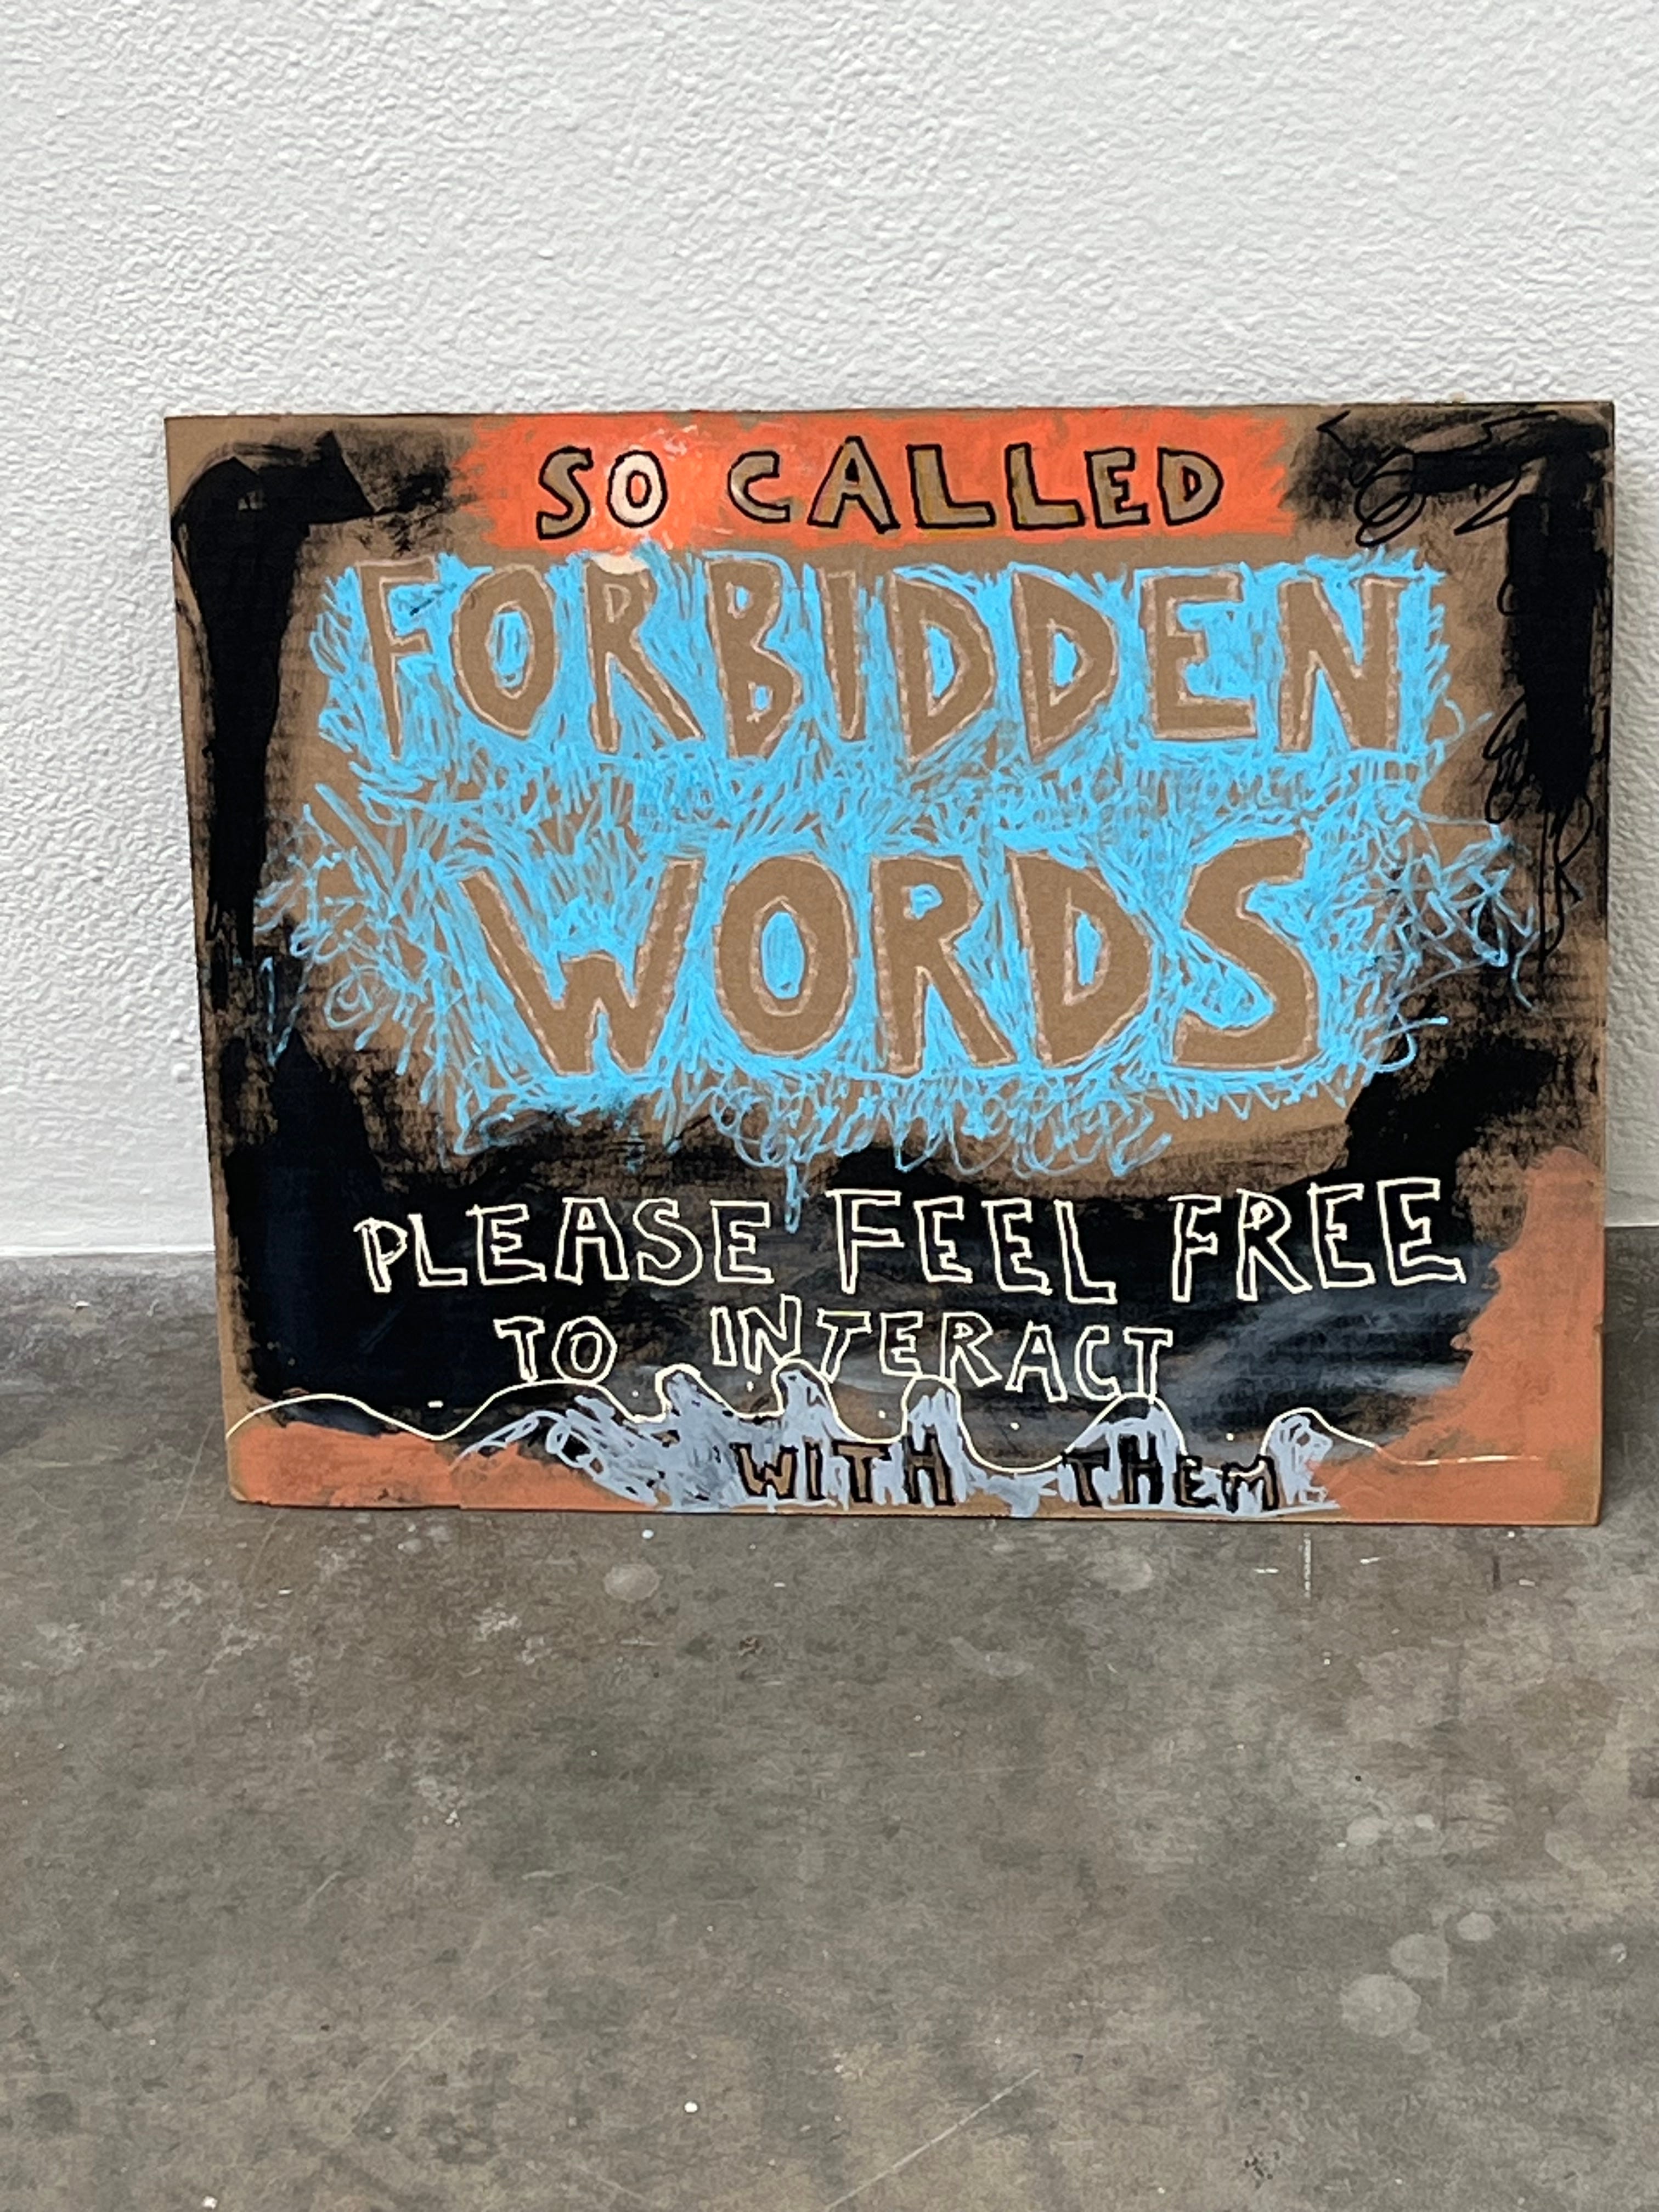 SO CALLED
FORBIDDEN
WORDS
PLEASE FEEL FREE
TO INTERACT
WITH THEM